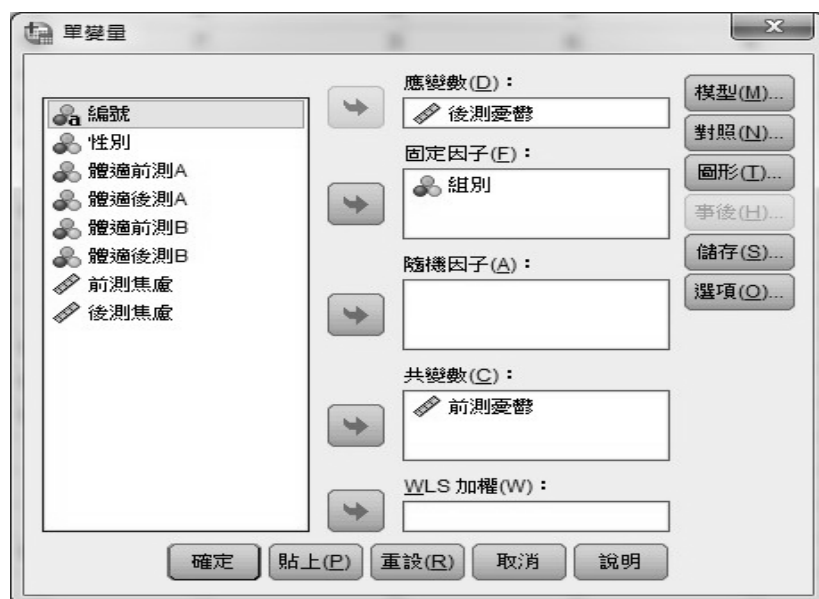 單變量
編號
性別
體適前測A
體適後測A
體適前測B
體適後測B
前測焦慮
後測焦慮
應變數(D)：
後測憂鬱
固定因子(F)：
組別
隨機因子(A)：
共變數(C)：
前測憂鬱
WLS 加權(W)：
模型(M)...
對照(N)...
圖形(T)...
事後(H)...
儲存(S)...
選項(O)...
確定
貼上(P)
重設(R)
取消
說明